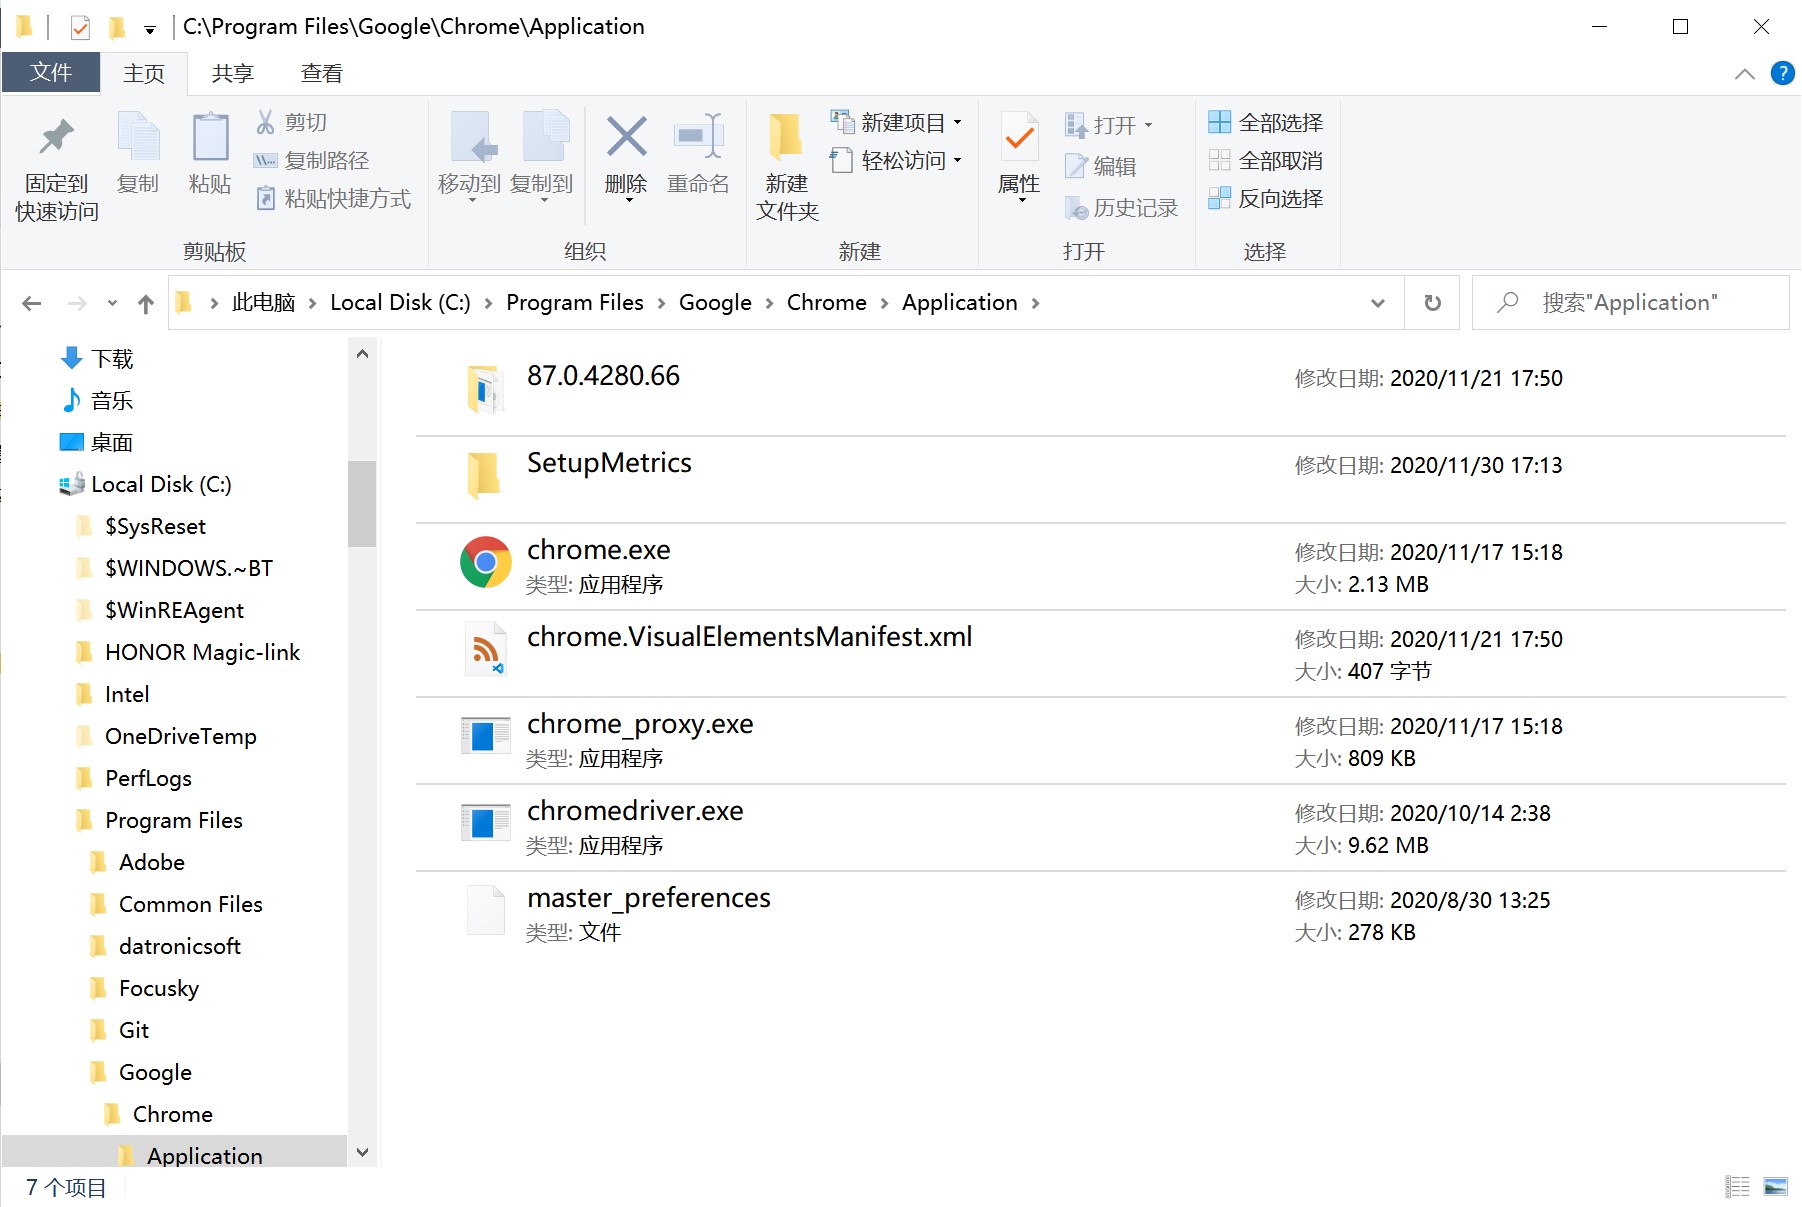 C:\Program Files\Google\Chrome\Application
文件 主页 共享 查看
固定到
快速访问
复制
粘贴
剪切
复制路径
粘贴快捷方式
剪贴板
移动到
复制到
删除
重命名
组织
新建
文件夹
新建项目
轻松访问
新建
属性
打开
编辑
历史记录
打开
全部选择
全部取消
反向选择
选择
此电脑 › Local Disk (C:) › Program Files › Google › Chrome › Application ›
搜索"Application"
下载
音乐
桌面
Local Disk (C:)
$SysReset
$WINDOWS.~BT
$WinREAgent
HONOR Magic-link
Intel
OneDriveTemp
PerfLogs
Program Files
Adobe
Common Files
datronicsoft
Focusky
Git
Google
Chrome
Application
87.0.4280.66
修改日期: 2020/11/21 17:50
SetupMetrics
修改日期: 2020/11/30 17:13
chrome.exe
类型: 应用程序
修改日期: 2020/11/17 15:18
大小: 2.13 MB
chrome.VisualElementsManifest.xml
修改日期: 2020/11/21 17:50
大小: 407 字节
chrome_proxy.exe
类型: 应用程序
修改日期: 2020/11/17 15:18
大小: 809 KB
chromedriver.exe
类型: 应用程序
修改日期: 2020/10/14 2:38
大小: 9.62 MB
master_preferences
类型: 文件
修改日期: 2020/8/30 13:25
大小: 278 KB
7 个项目